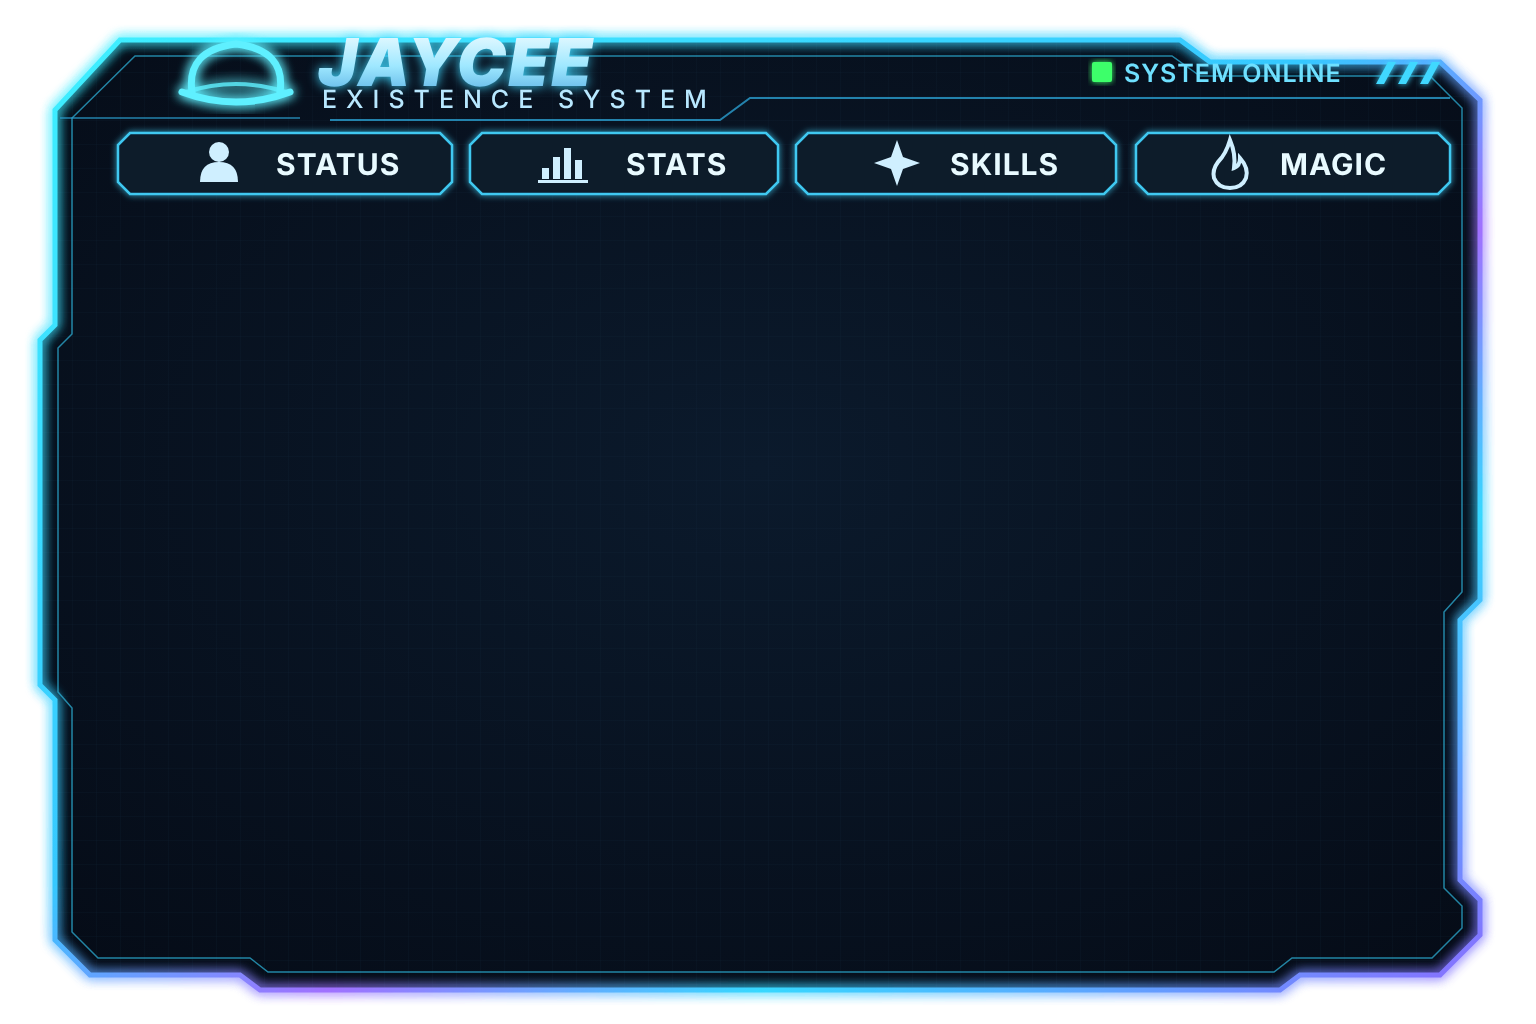 JAYCEE
EXISTENCE SYSTEM
SYSTEM ONLINE
STATUS
STATS
SKILLS
MAGIC